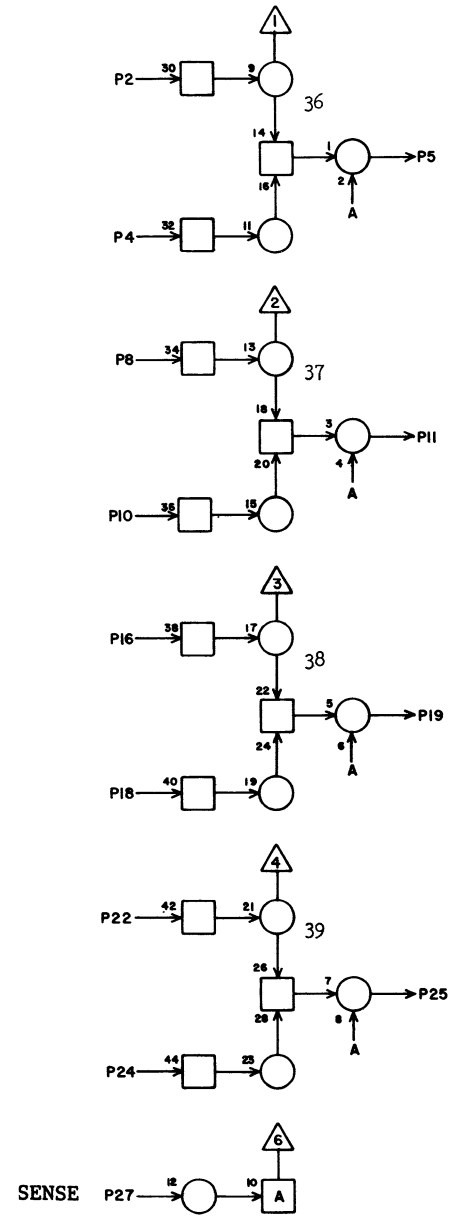 1
P2 30 9
36
14
1 P5
16 2
A
P4 32 11
2
P8 34 13
37
18
3 P11
20 4
A
P10 35 15
3
P16 38 17
38
22
5 P19
24 6
A
P18 40 19
4
P22 42 21
39
26
7 P25
28 8
A
P24 44 23
6
SENSE P27 12 10 A